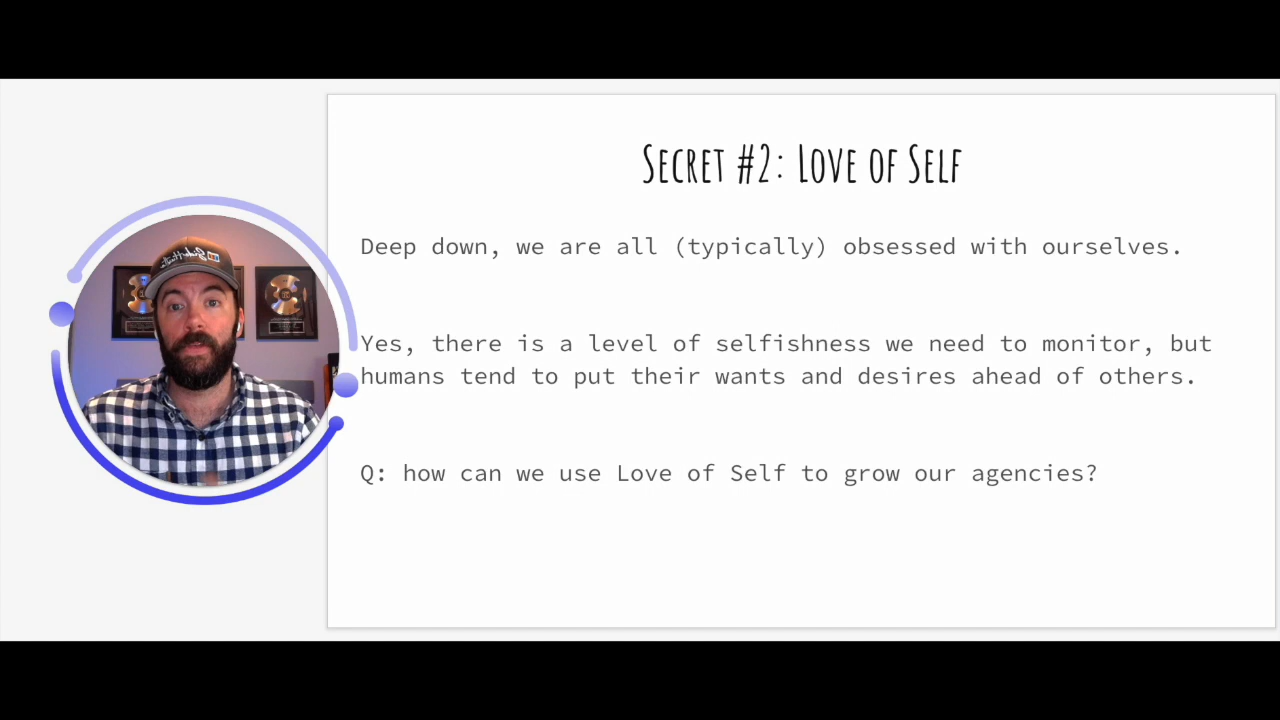 Secret #2: Love of Self
Deep down, we are all (typically) obsessed with ourselves.
Yes, there is a level of selfishness we need to monitor, but
humans tend to put their wants and desires ahead of others.
Q: how can we use Love of Self to grow our agencies?